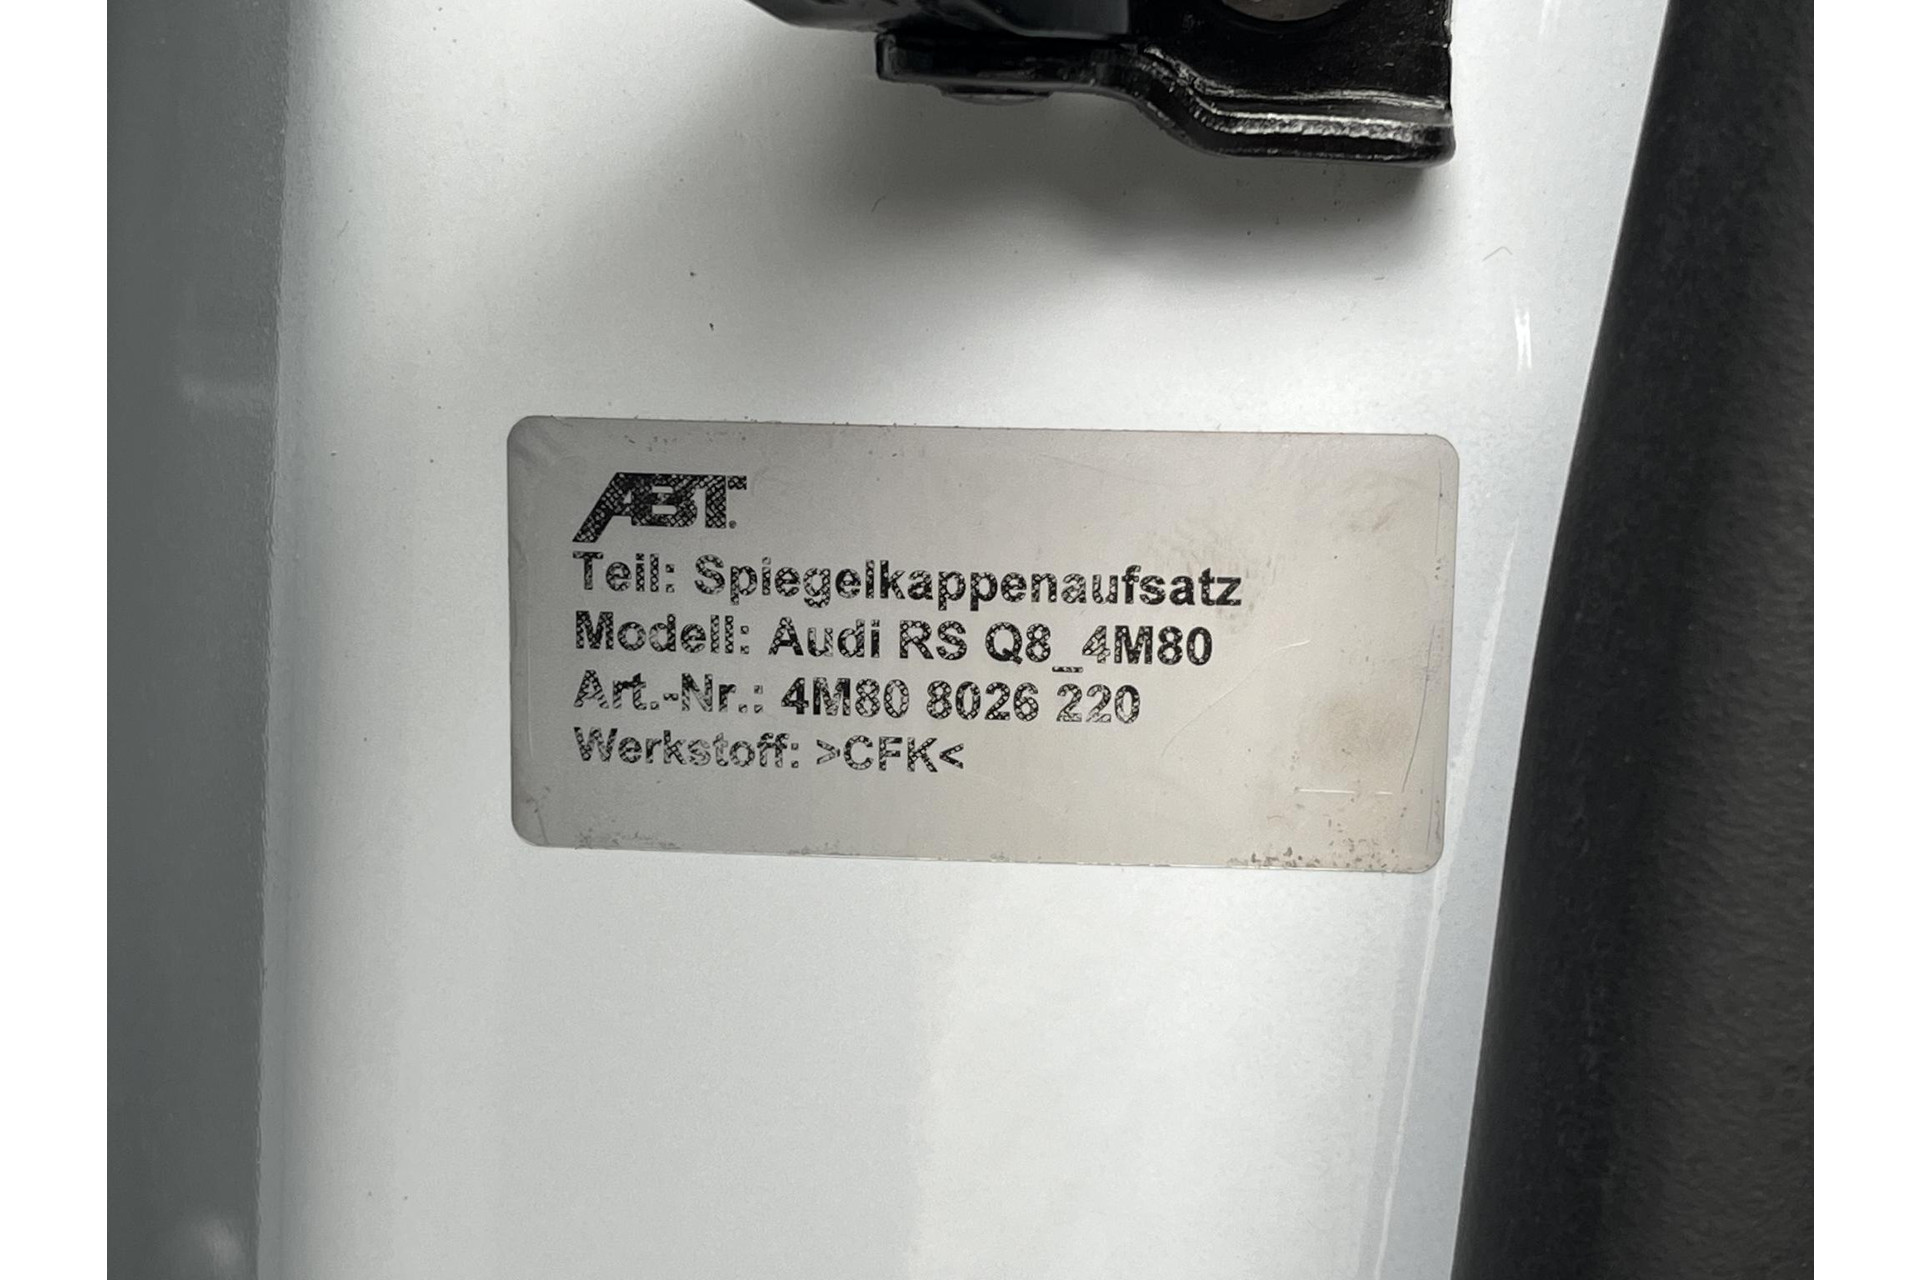 ABT
Teil: Spiegelkappenaufsatz
Modell: Audi RS Q8_4M80
Art.-Nr.: 4M80 8026 220
Werkstoff: >CFK<